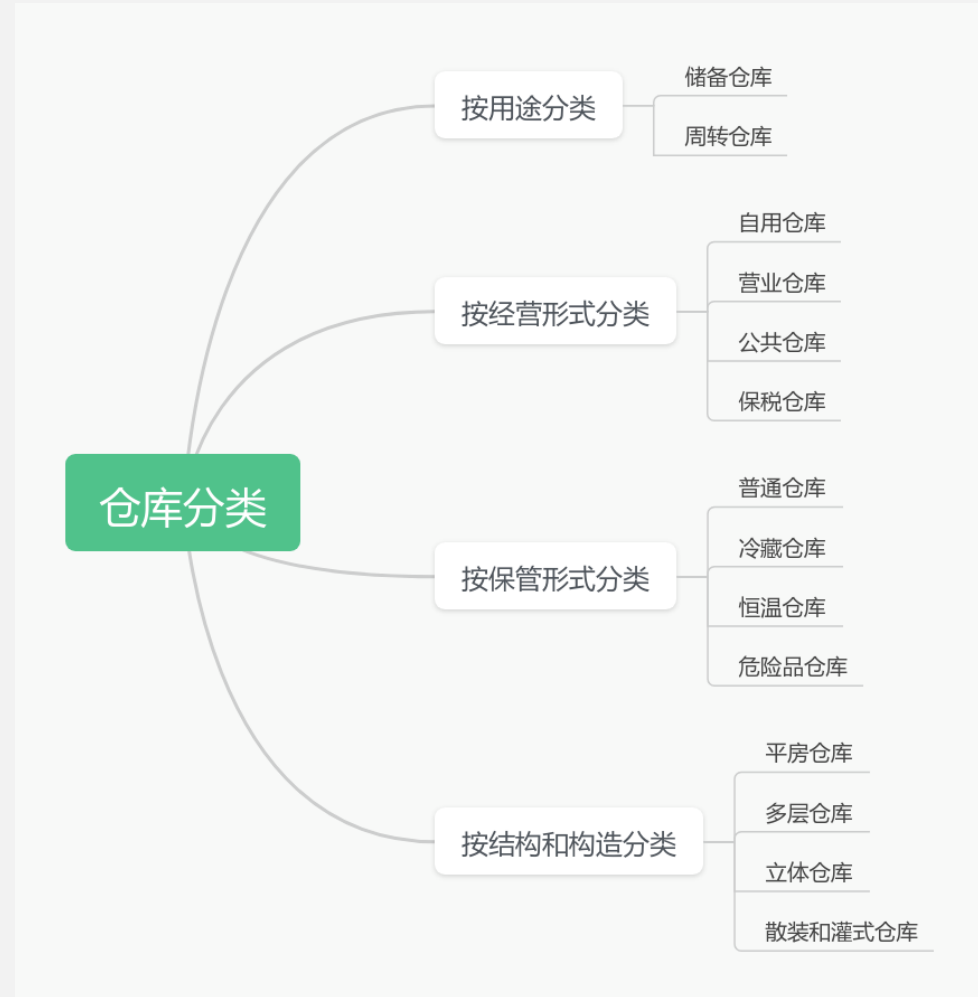 仓库分类
按用途分类
储备仓库
周转仓库
按经营形式分类
自用仓库
营业仓库
公共仓库
保税仓库
按保管形式分类
普通仓库
冷藏仓库
恒温仓库
危险品仓库
按结构和构造分类
平房仓库
多层仓库
立体仓库
散装和灌式仓库